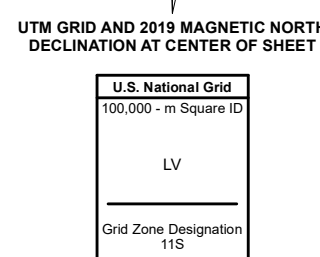 UTM GRID AND 2019 MAGNETIC NORTH
DECLINATION AT CENTER OF SHEET
U.S. National Grid
100,000 - m Square ID
LV
Grid Zone Designation
11S